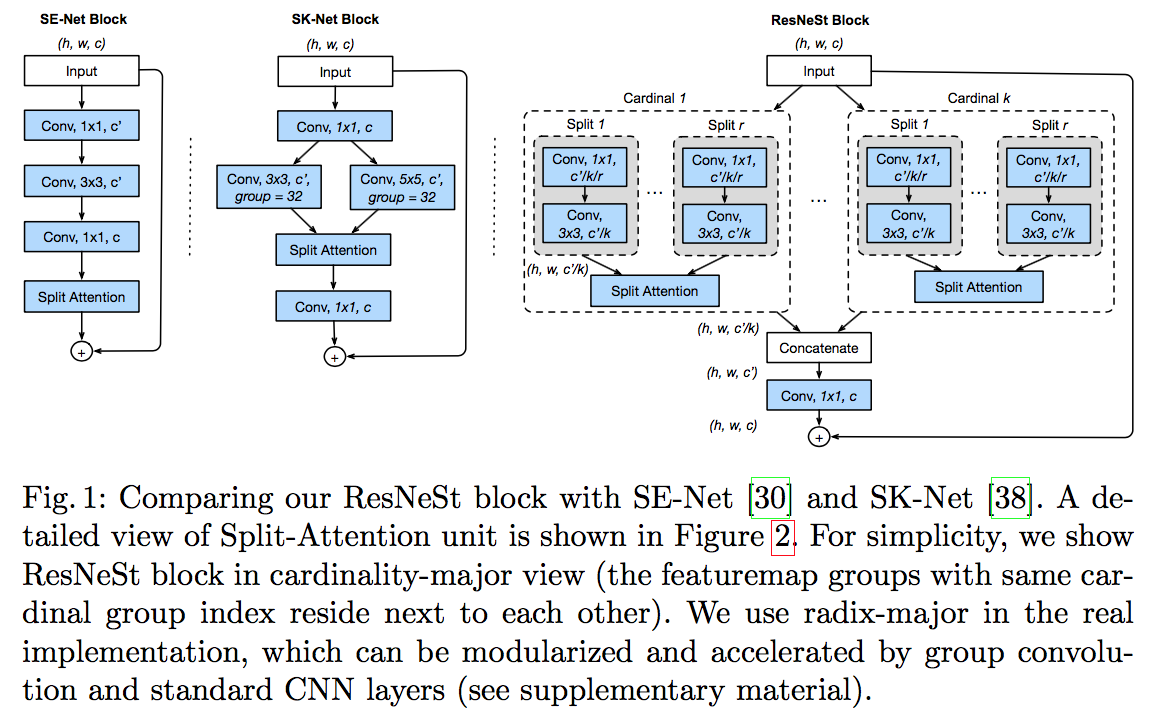 SE-Net Block
(h, w, c)
Input
Conv, 1x1, c'
Conv, 3x3, c'
Conv, 1x1, c
Split Attention
+
SK-Net Block
(h, w, c)
Input
Conv, 1x1, c
Conv, 3x3, c',
group = 32
Conv, 5x5, c',
group = 32
Split Attention
Conv, 1x1, c
+
ResNeSt Block
(h, w, c)
Input
Cardinal 1
Split 1
Conv, 1x1,
c'/k/r
Conv,
3x3, c'/k
...
Split r
Conv, 1x1,
c'/k/r
Conv,
3x3, c'/k
(h, w, c'/k)
Split Attention
...
Cardinal k
Split 1
Conv, 1x1,
c'/k/r
Conv,
3x3, c'/k
...
Split r
Conv, 1x1,
c'/k/r
Conv,
3x3, c'/k
Split Attention
(h, w, c'/k)
Concatenate
(h, w, c')
Conv, 1x1, c
(h, w, c)
+
Fig. 1: Comparing our ResNeSt block with SE-Net [30] and SK-Net [38]. A de-
tailed view of Split-Attention unit is shown in Figure 2. For simplicity, we show
ResNeSt block in cardinality-major view (the featuremap groups with same car-
dinal group index reside next to each other). We use radix-major in the real
implementation, which can be modularized and accelerated by group convolu-
tion and standard CNN layers (see supplementary material).